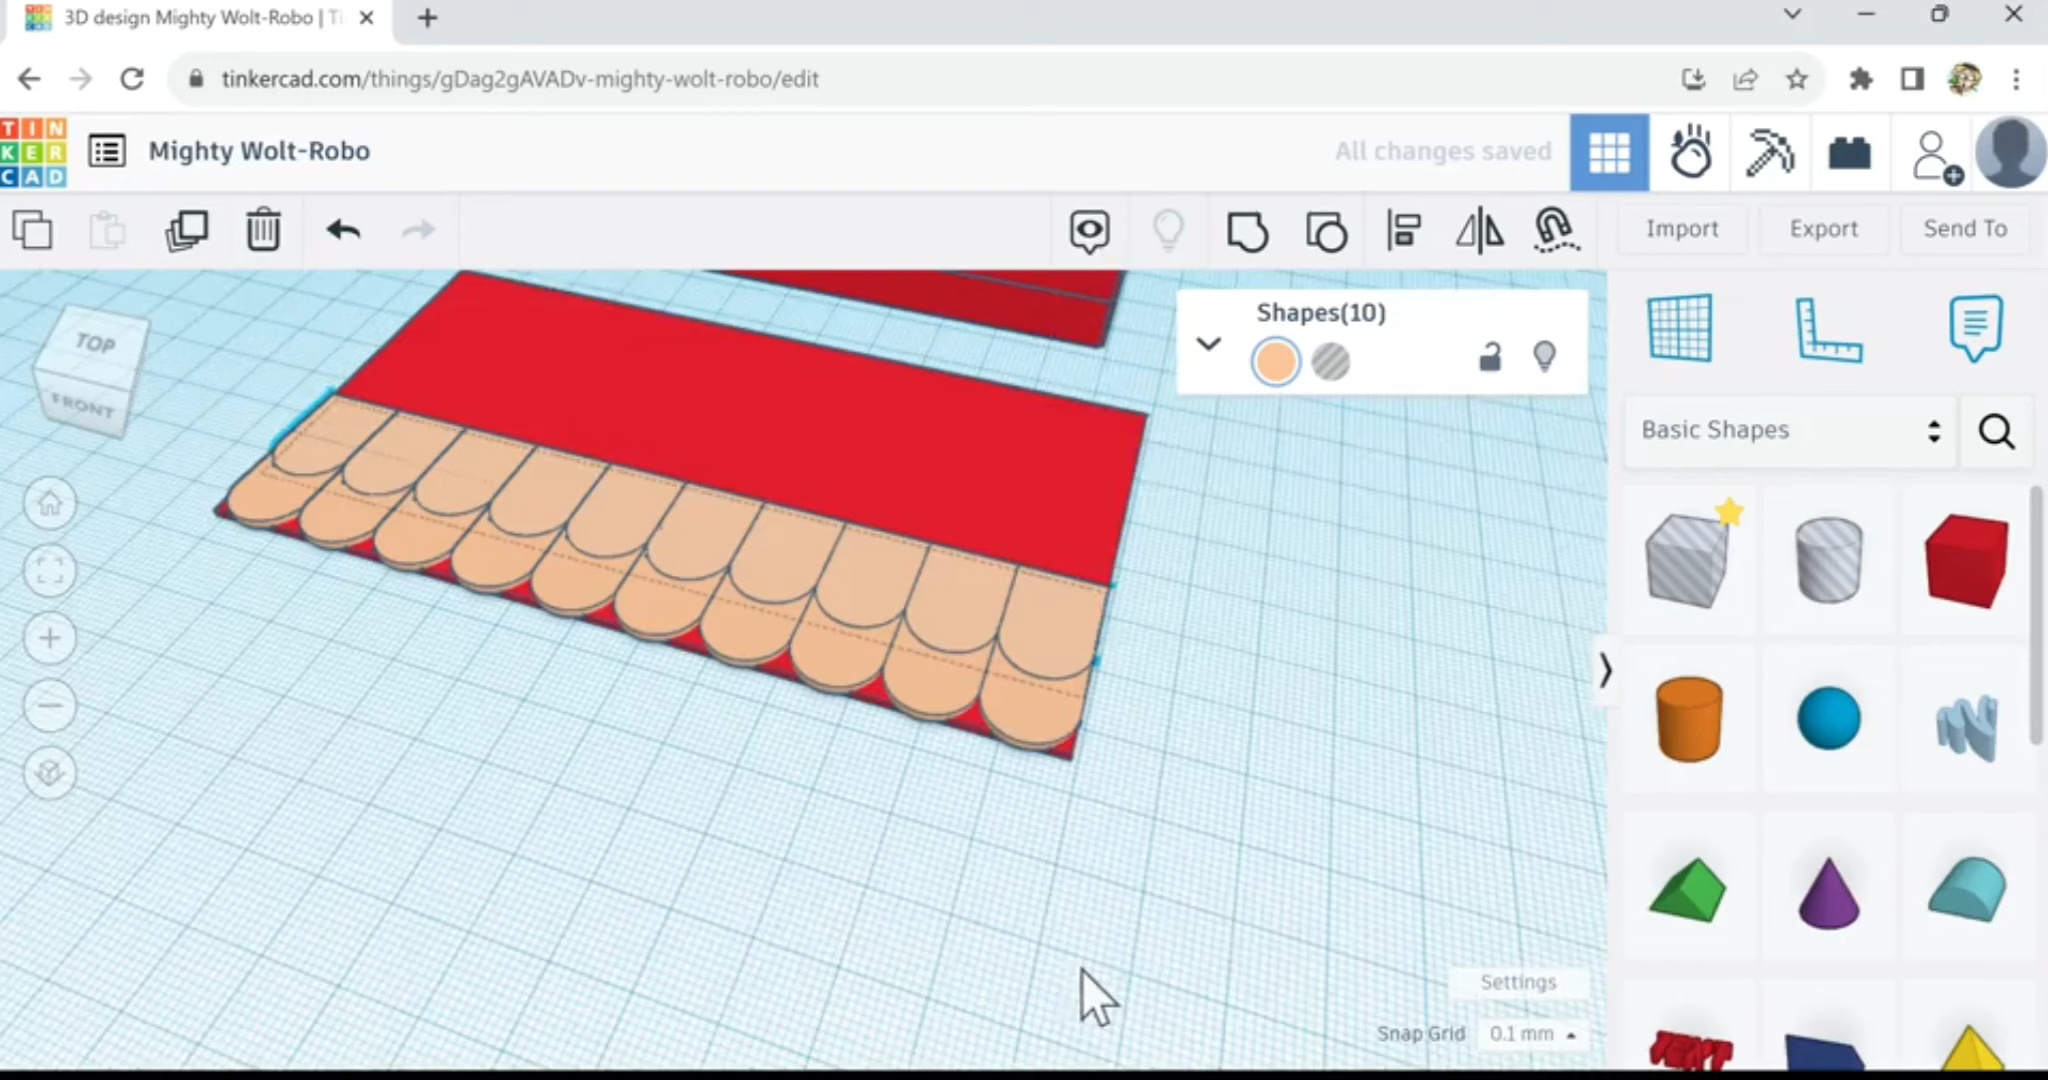 3D design Mighty Wolt-Robo | Ti
tinkercad.com/things/gDag2gAVADv-mighty-wolt-robo/edit
TIN
KER
CAD
Mighty Wolt-Robo
All changes saved
Import
Export
Send To
Shapes(10)
TOP
FRONT
Basic Shapes
Settings
Snap Grid
0.1 mm